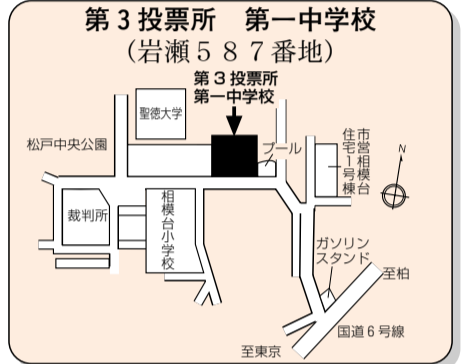 第３投票所　第一中学校
（岩瀬５８７番地）
第３投票所
第一中学校
聖徳大学
松戸中央公園
プール
市営相模台
住宅１号棟
N
裁判所
相模台小学校
ガソリン
スタンド
至柏
国道６号線
至東京